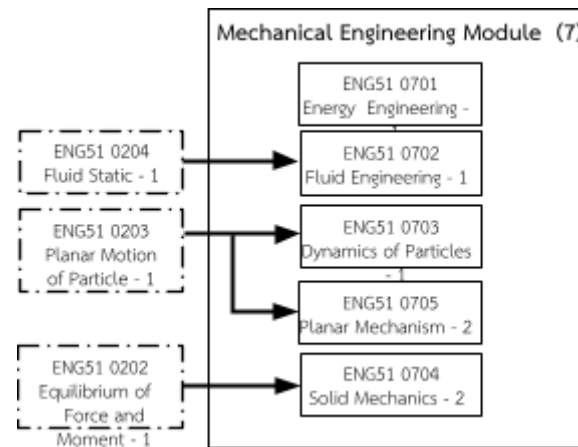 Mechanical Engineering Module (7)
ENG51 0701
Energy Engineering -
ENG51 0204
Fluid Static - 1
ENG51 0702
Fluid Engineering - 1
ENG51 0203
Planar Motion
of Particle - 1
ENG51 0703
Dynamics of Particles
- 1
ENG51 0705
Planar Mechanism - 2
ENG51 0202
Equilibrium of
Force and
Moment - 1
ENG51 0704
Solid Mechanics - 2